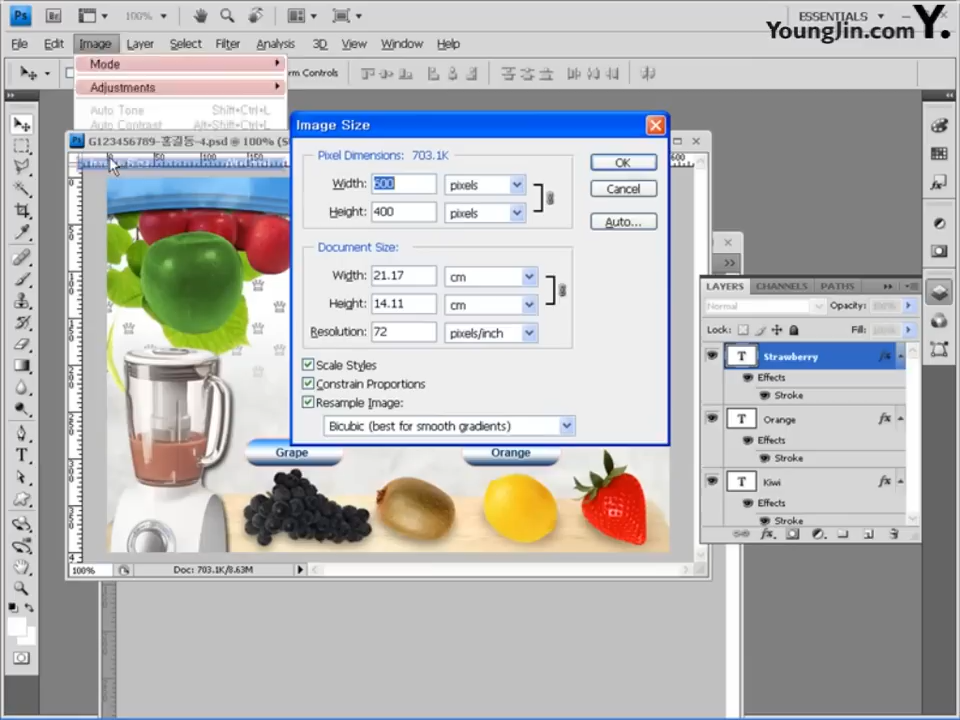 Ps Br 100% ESSENTIALS
YoungJin.com Y.
File Edit Image Layer Select Filter Analysis 3D View Window Help
Mode
rm Controls
Adjustments
Auto Tone Shift+Ctrl+L
Auto Contrast Alt+Shift+Ctrl+L
Image Size
G123456789-홍길동-4.psd @ 100% (S
Pixel Dimensions: 703.1K
OK
Width: 600 pixels
Cancel
Height: 400 pixels
Auto...
Document Size:
Width: 21.17 cm
Height: 14.11 cm
Resolution: 72 pixels/inch
Scale Styles
Constrain Proportions
Resample Image:
Bicubic (best for smooth gradients)
LAYERS CHANNELS PATHS
Normal Opacity: 100%
Lock: Fill:
T Strawberry fx
Effects
Stroke
T Orange fx
Effects
Stroke
T Kiwi fx
Effects
Stroke
Grape Orange
100% Doc: 703.1K/8.63M